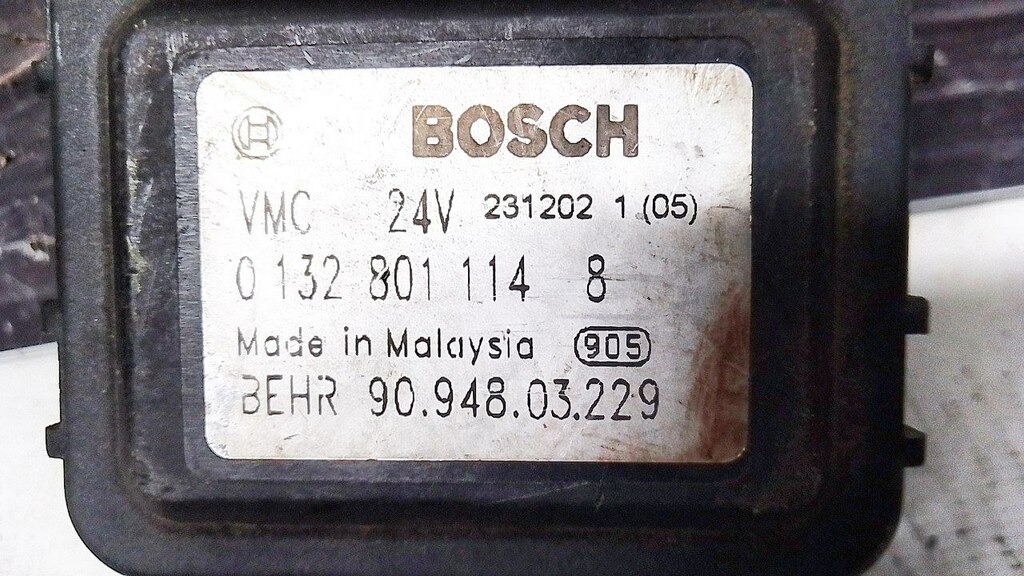 BOSCH
VMC 24V 231202 1 (05)
0 132 801 114 8
Made in Malaysia 905
BEHR 90.948.03.229